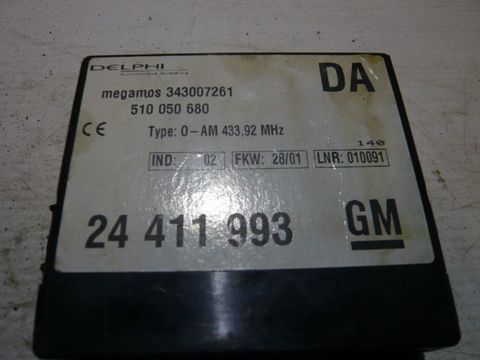 DELPHI DA
Automotive Systems
megamos 343007261
510 050 680
CE Type: O-AM 433,92 MHz
140
IND: 02 FKW: 28/01 LNR: 010091
24 411 993 GM